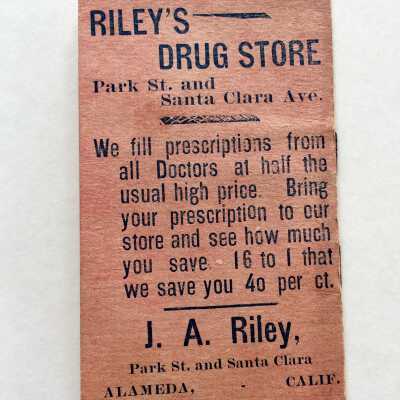 RILEY'S
DRUG STORE
Park St. and
Santa Clara Ave.
We fill prescriptions from
all Doctors at half the
usual high price. Bring
your prescription to our
store and see how much
you save. 16 to 1 that
we save you 40 per ct.
J. A. Riley,
Park St. and Santa Clara
ALAMEDA, - CALIF.